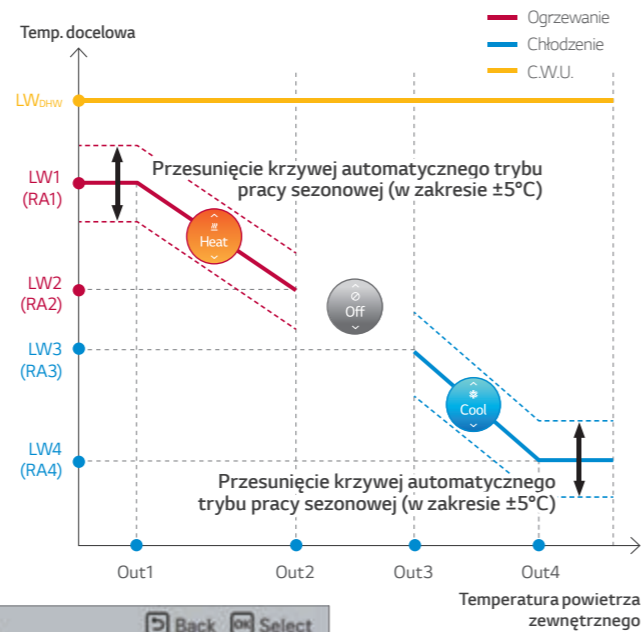 Temp. docelowa
Ogrzewanie
Chłodzenie
C.W.U.
LWDHW
LW1
(RA1)
Przesunięcie krzywej automatycznego trybu
pracy sezonowej (w zakresie ±5°C)
Heat
LW2
(RA2)
Off
LW3
(RA3)
Cool
LW4
(RA4)
Przesunięcie krzywej automatycznego
trybu pracy sezonowej (w zakresie ±5°C)
Out1
Out2
Out3
Out4
Temperatura powietrza
zewnętrznego
Back OK Select